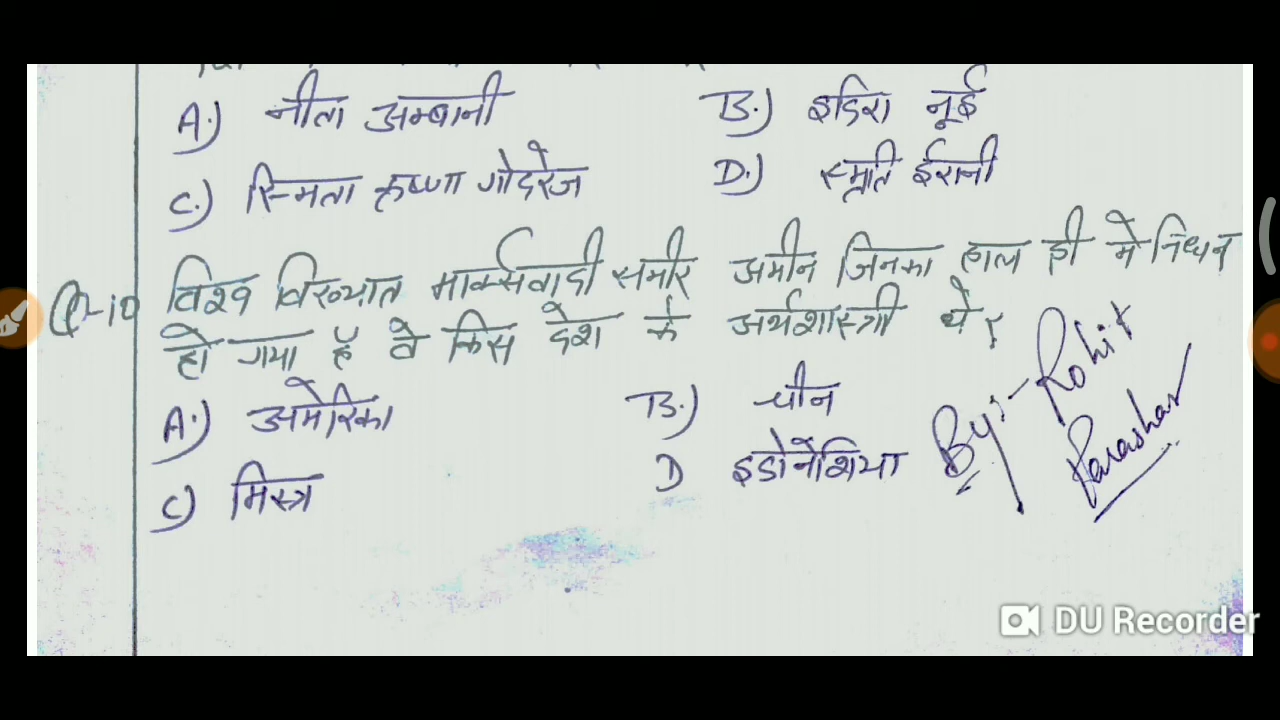 A.) नीता अम्बानी B.) इंडिरा नूई
C.) स्मिता कृष्णा गोदरेज D.) स्मृति ईरानी
Q-10 विश्व विख्यात मार्क्सवादी समीर अमीन जिनका हाल ही मे निधन
हो गया है वे किस देश के अर्थशास्त्री थे?
A.) अमेरिका B.) चीन
C) मिस्त्र D इंडोनेशिया
By:- Rohit
Parashar
DU Recorder